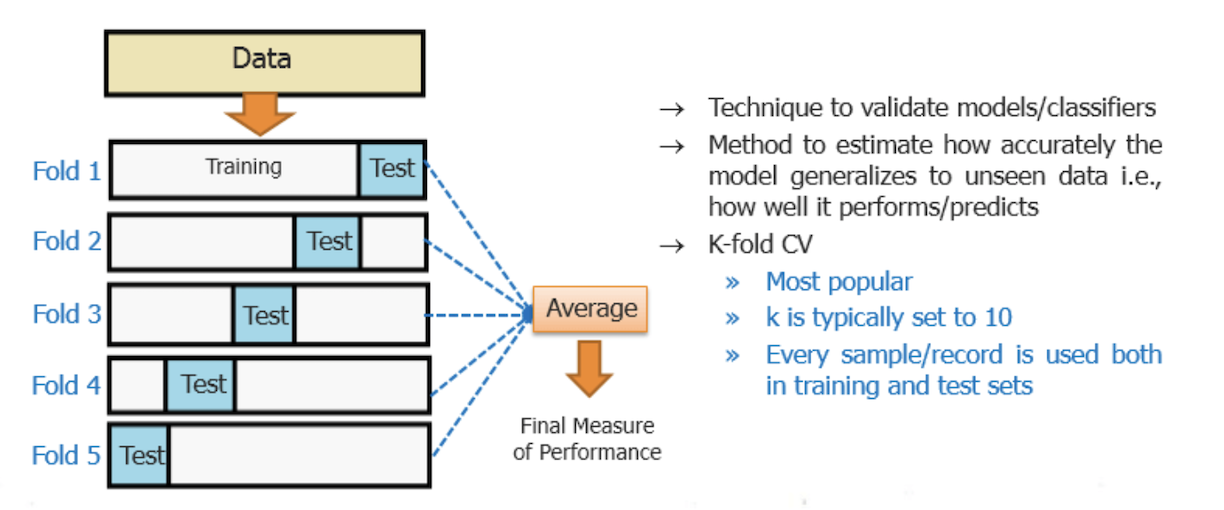 Data
Fold 1
Training
Test
Fold 2
Test
Fold 3
Test
Fold 4
Test
Fold 5
Test
Average
Final Measure
of Performance
→ Technique to validate models/classifiers
→ Method to estimate how accurately the
model generalizes to unseen data i.e.,
how well it performs/predicts
→ K-fold CV
» Most popular
» k is typically set to 10
» Every sample/record is used both
in training and test sets